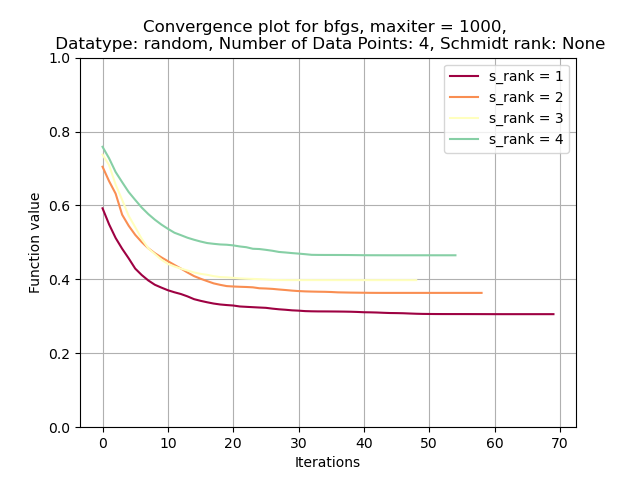 Convergence plot for bfgs, maxiter = 1000,
Datatype: random, Number of Data Points: 4, Schmidt rank: None
1.0
0.8
0.6
0.4
0.2
0.0
Function value
s_rank = 1
s_rank = 2
s_rank = 3
s_rank = 4
0 10 20 30 40 50 60 70
Iterations